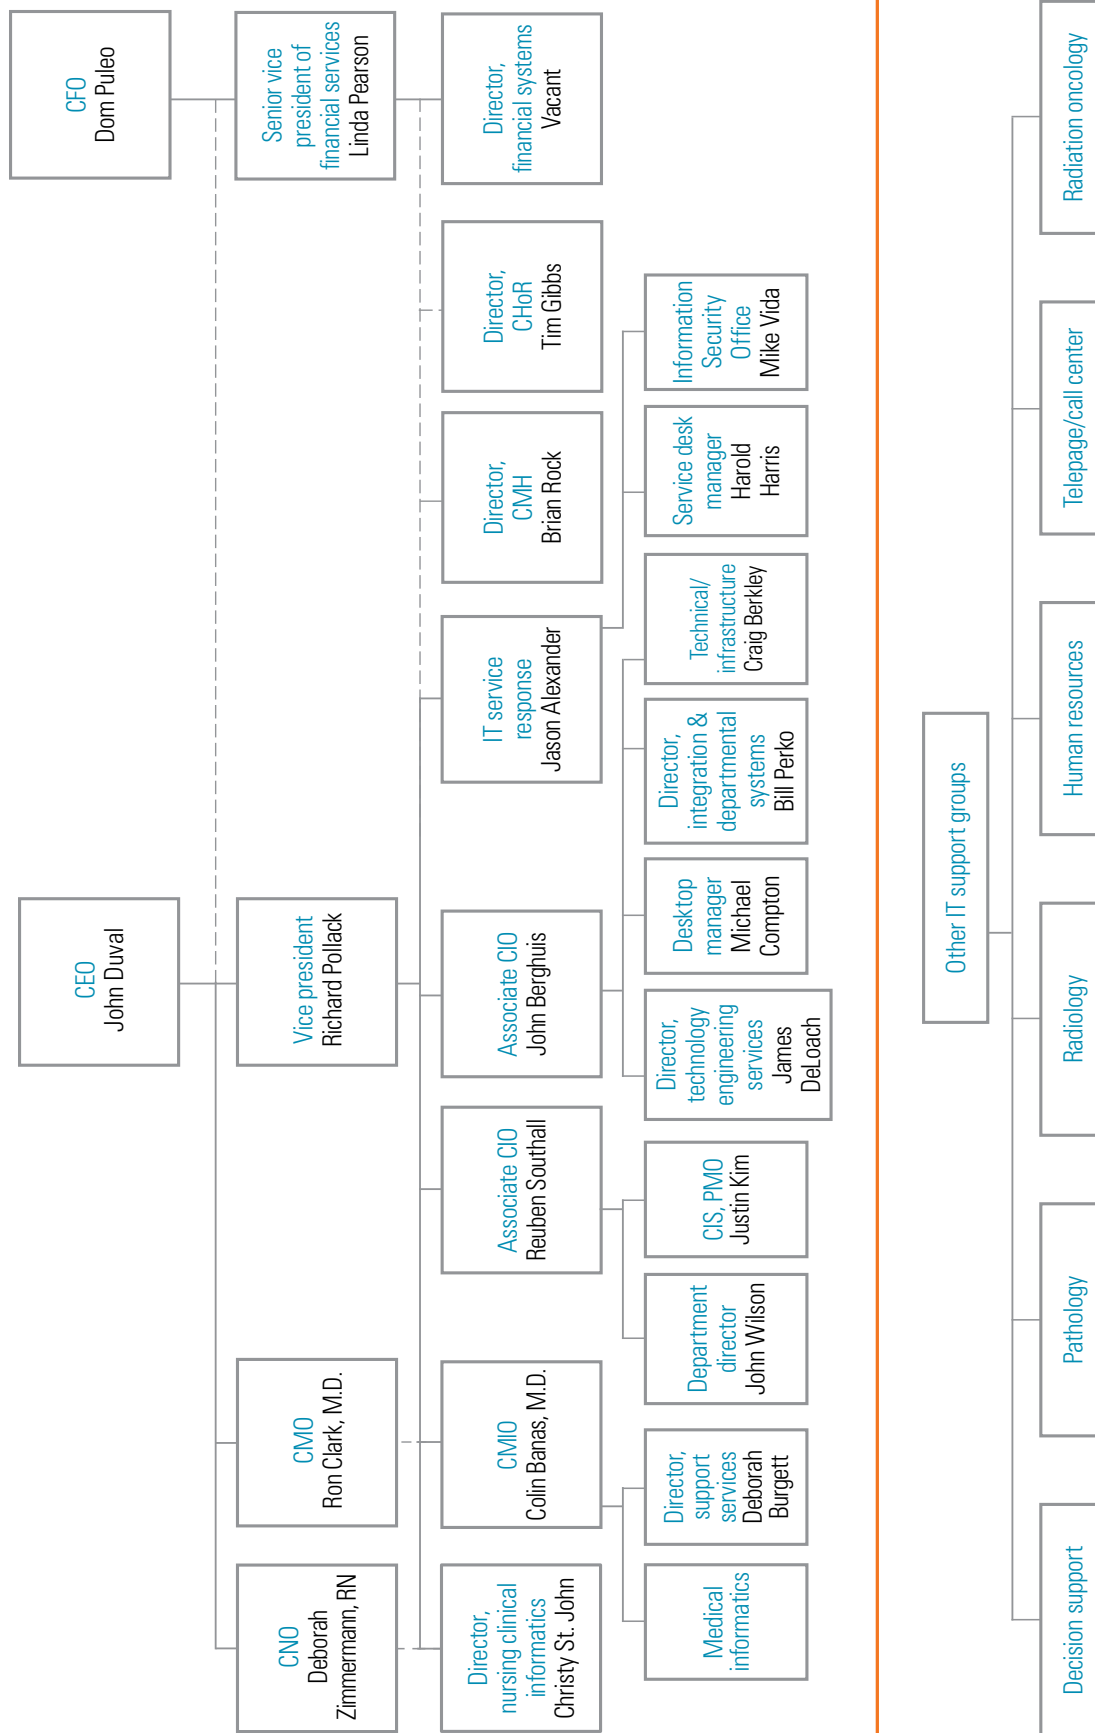 CEO
John Duval
CFO
Dom Puleo
CNO
Deborah
Zimmermann, RN
CMO
Ron Clark, M.D.
Vice president
Richard Pollack
Senior vice
president of
financial services
Linda Pearson
Director,
nursing clinical
informatics
Christy St. John
CMIO
Colin Banas, M.D.
Associate CIO
Reuben Southall
Associate CIO
John Berghuis
IT service
response
Jason Alexander
Director,
CMH
Brian Rock
Director,
CHoR
Tim Gibbs
Director,
financial systems
Vacant
Medical
informatics
Director,
support
services
Deborah
Burgett
Department
director
John Wilson
CIS, PMO
Justin Kim
Director,
technology
engineering
services
James
DeLoach
Desktop
manager
Michael
Compton
Director,
integration &
departmental
systems
Bill Perko
Technical/
infrastructure
Craig Berkley
Service desk
manager
Harold
Harris
Information
Security
Office
Mike Vida
Other IT support groups
Decision support
Pathology
Radiology
Human resources
Telepage/call center
Radiation oncology